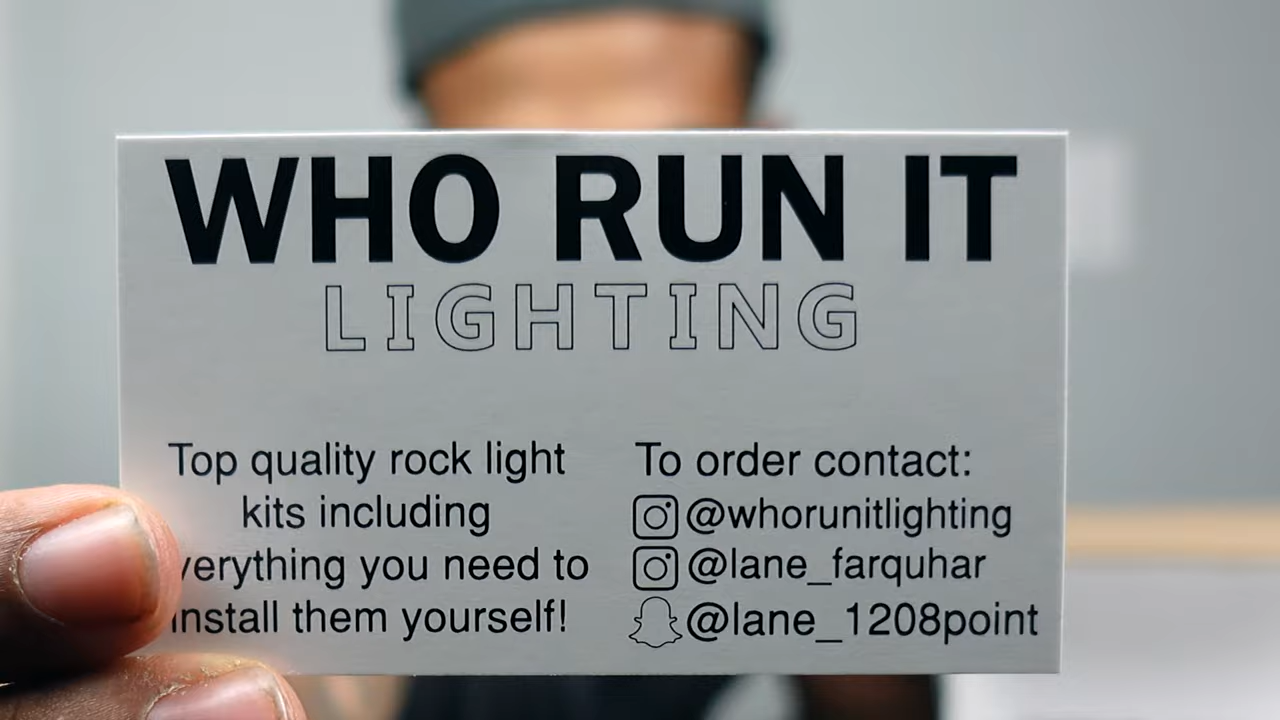 WHO RUN IT
LIGHTING
Top quality rock light
kits including
verything you need to
install them yourself!
To order contact:
@whorunitlighting
@lane_farquhar
@lane_1208point